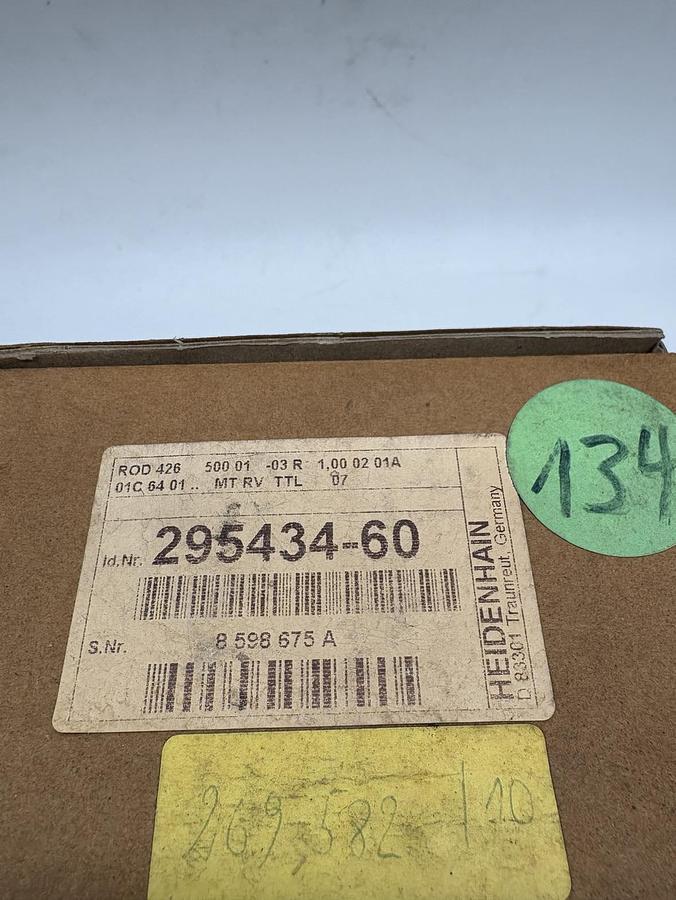 ROD 426 500 01 -03 R 1,00 02 01A
01C 64 01 .. MT RV TTL 07
Id.Nr. 295434-60
S.Nr. 8 598 675 A
HEIDENHAIN
D 83301 Traunreut, Germany
134
269-582-110